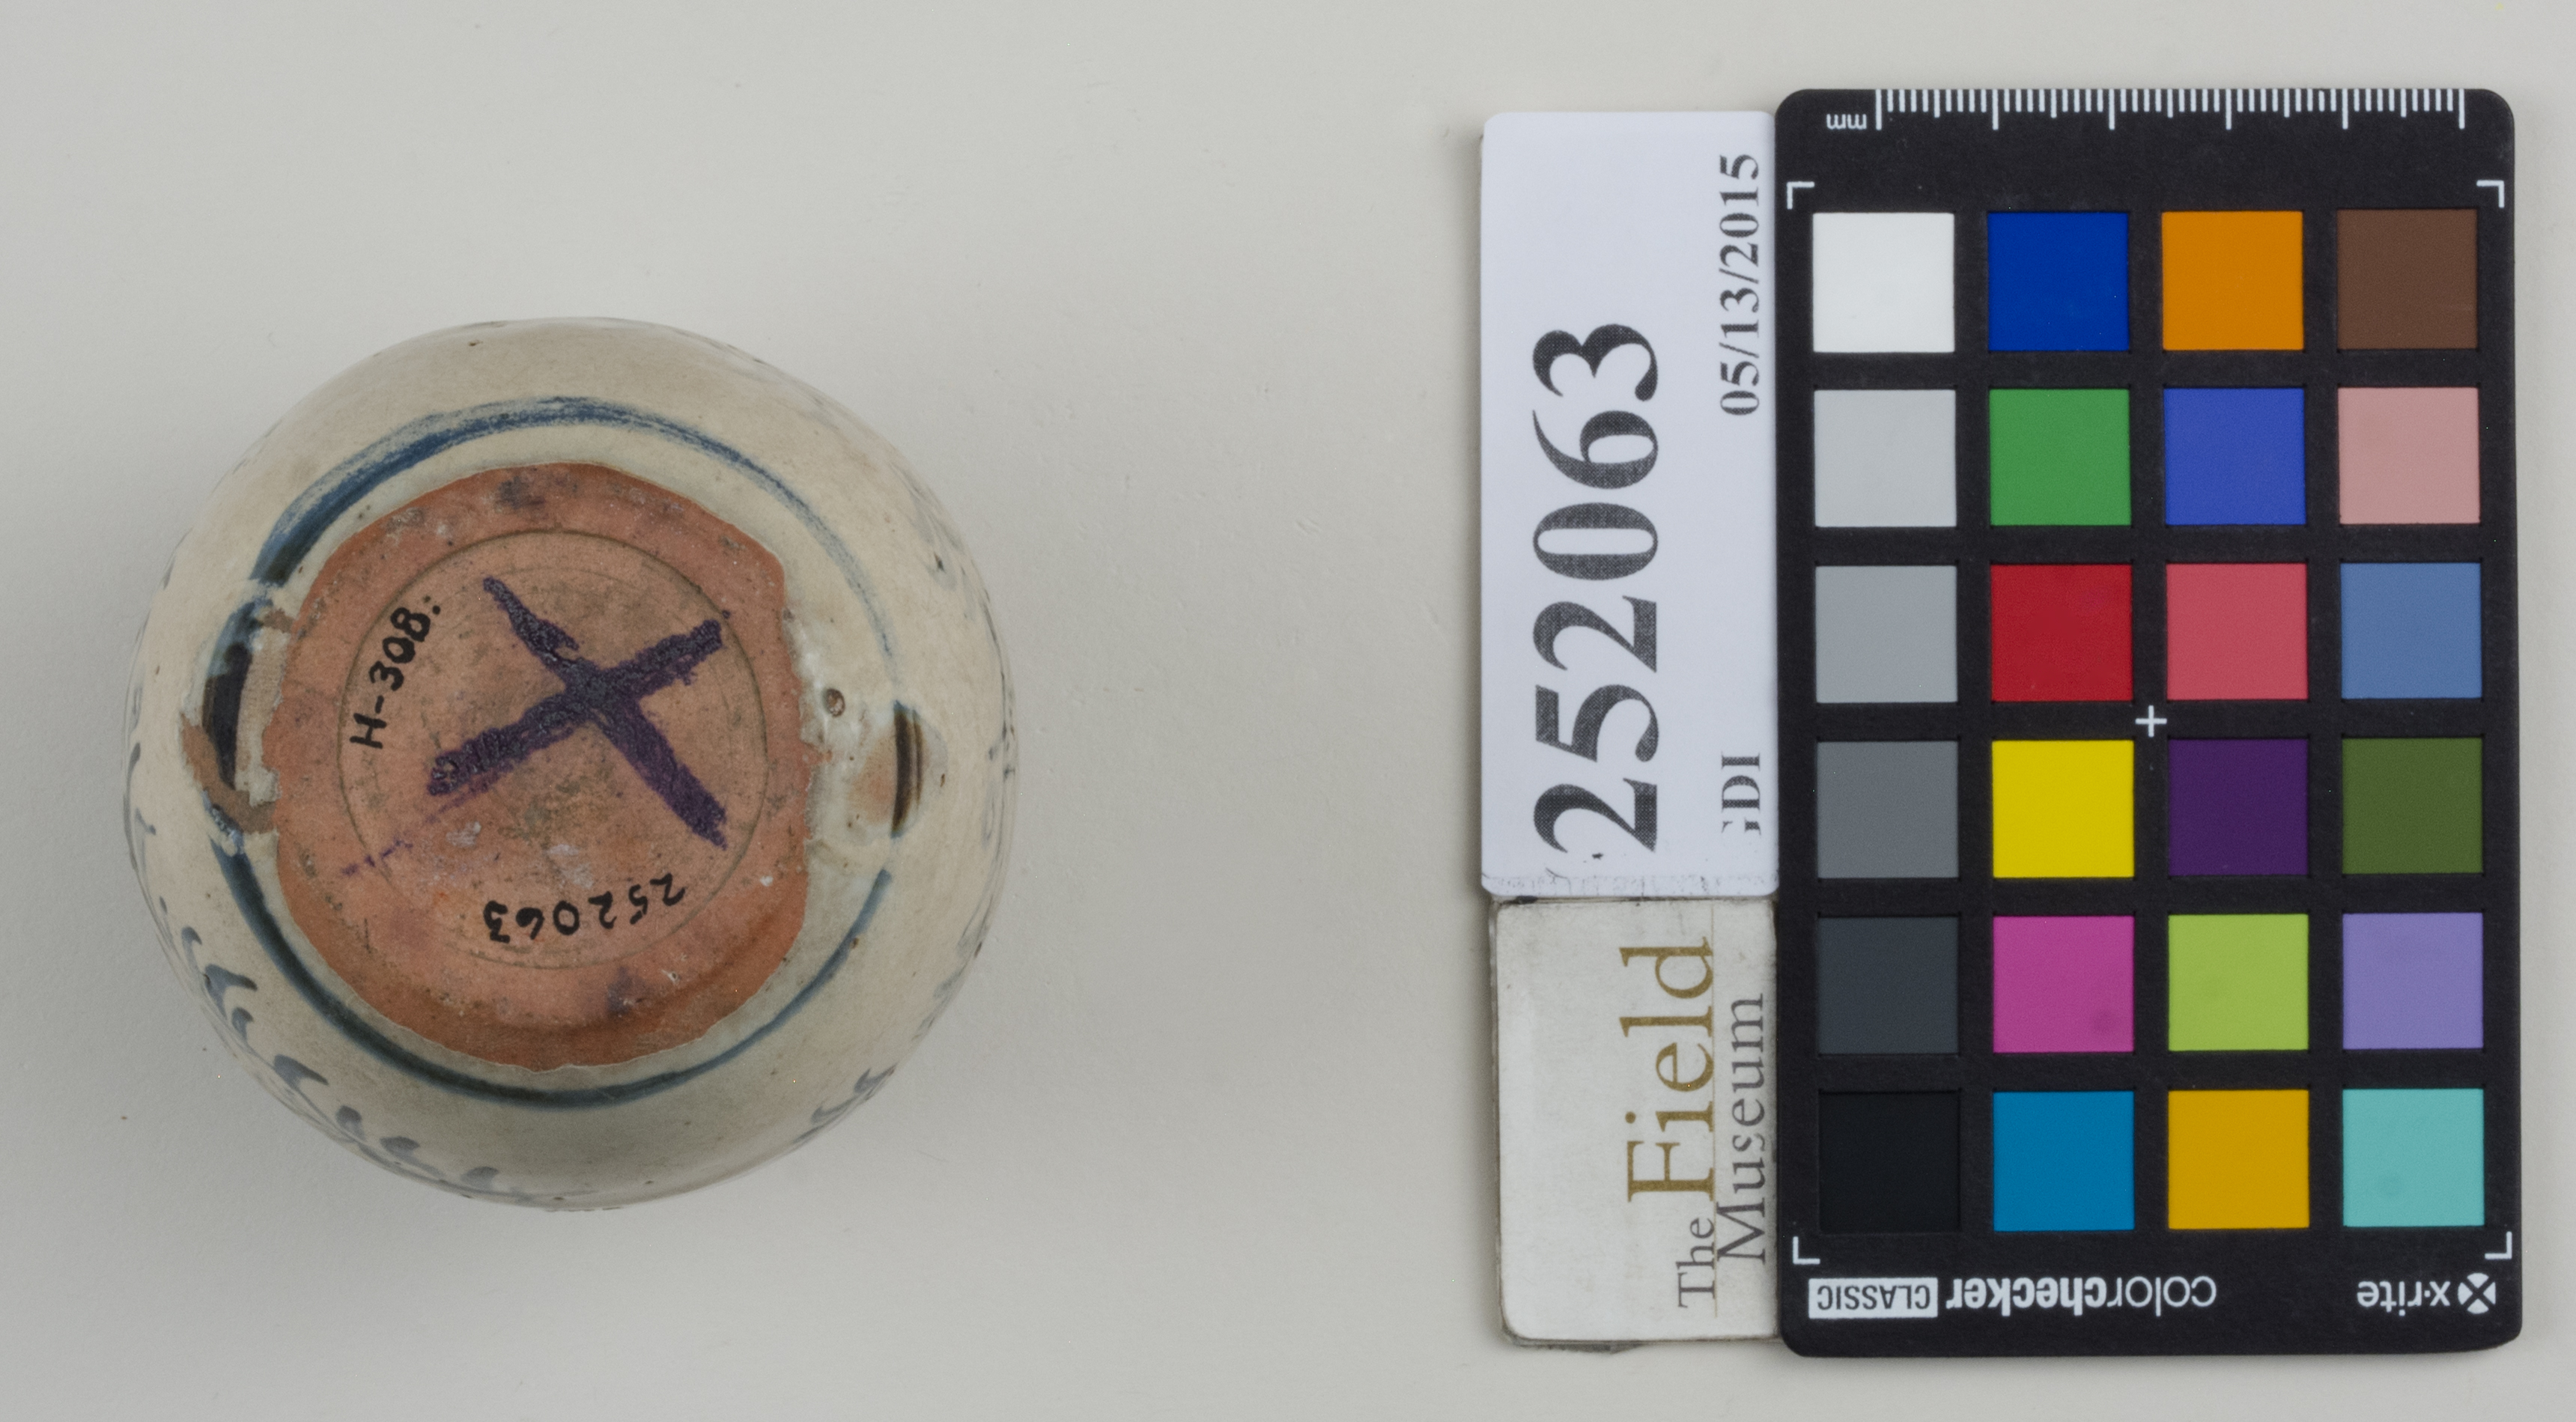 H-308:
252063
252063
05/13/2015
GDI
The Field
Museum
mm
x·rite
colorchecker CLASSIC